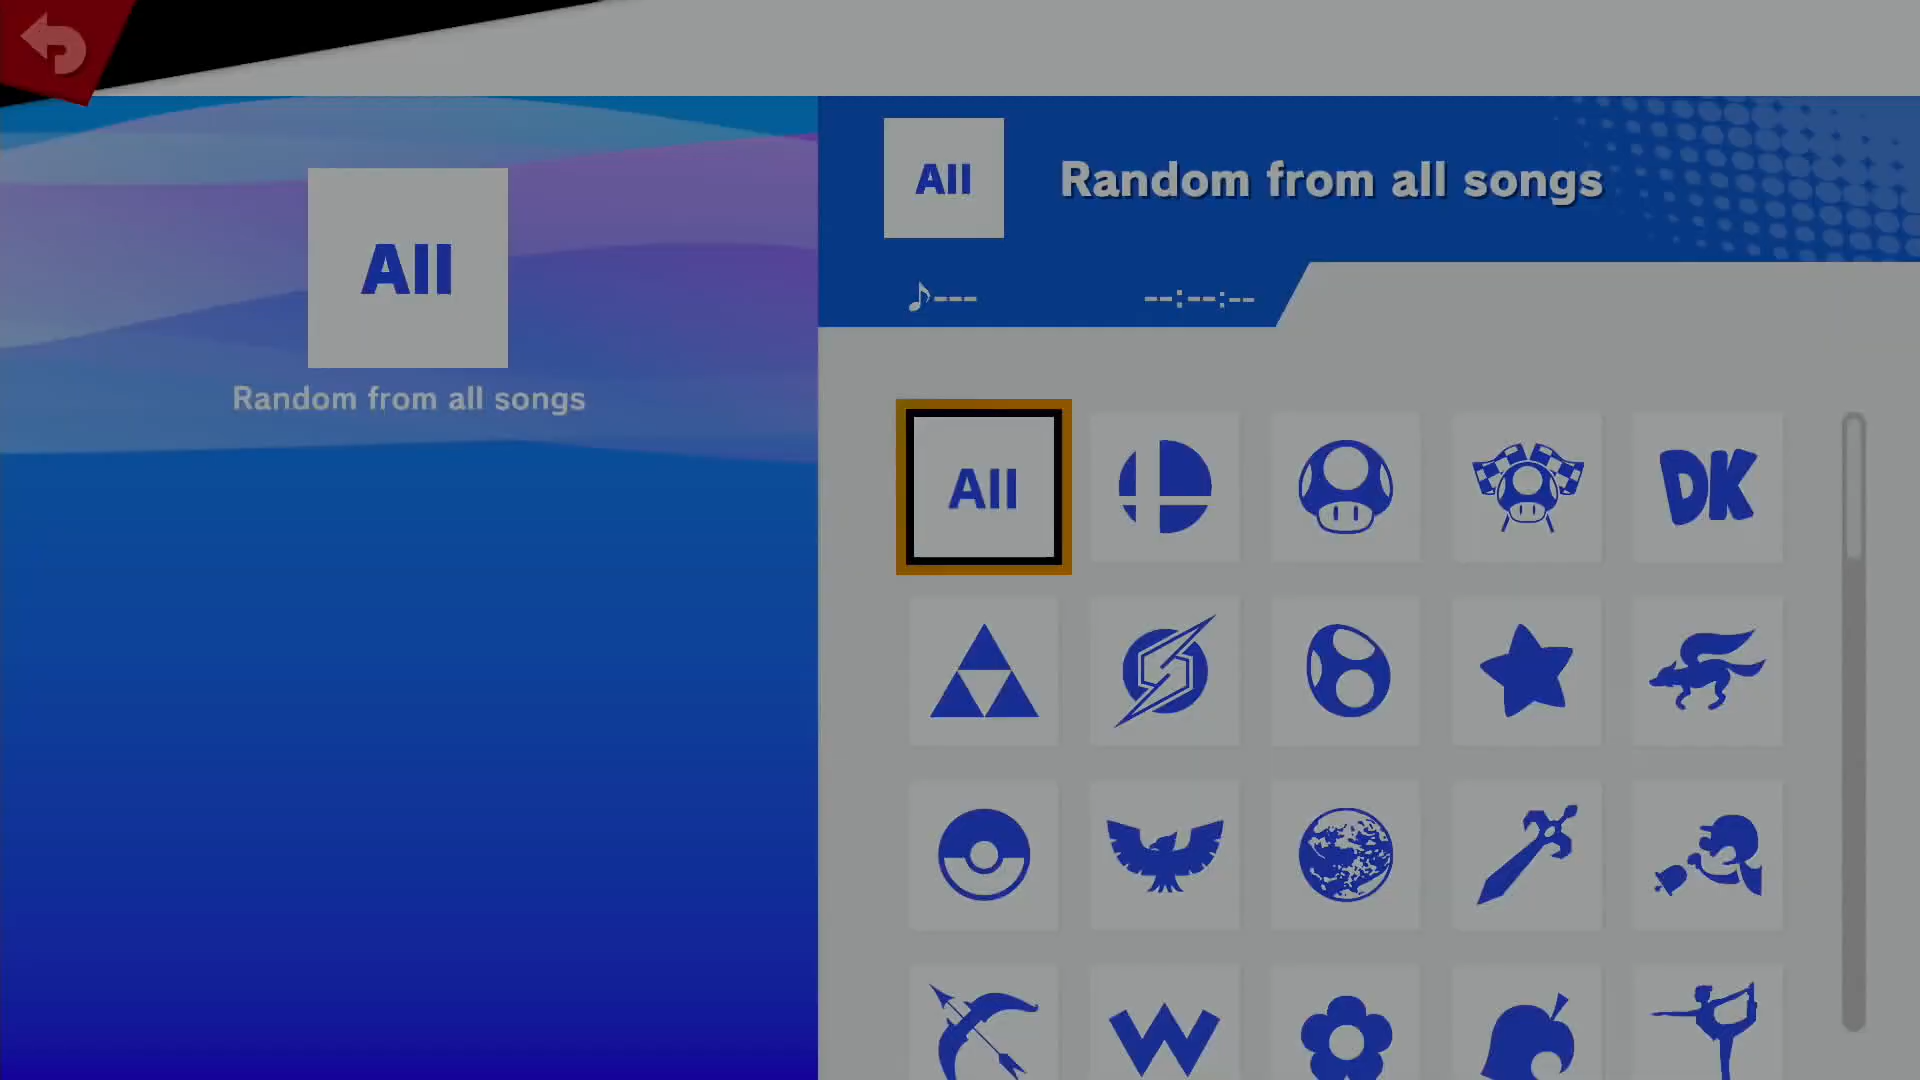 All
Random from all songs
♪---
--:--:--
All
Random from all songs
All
DK
W